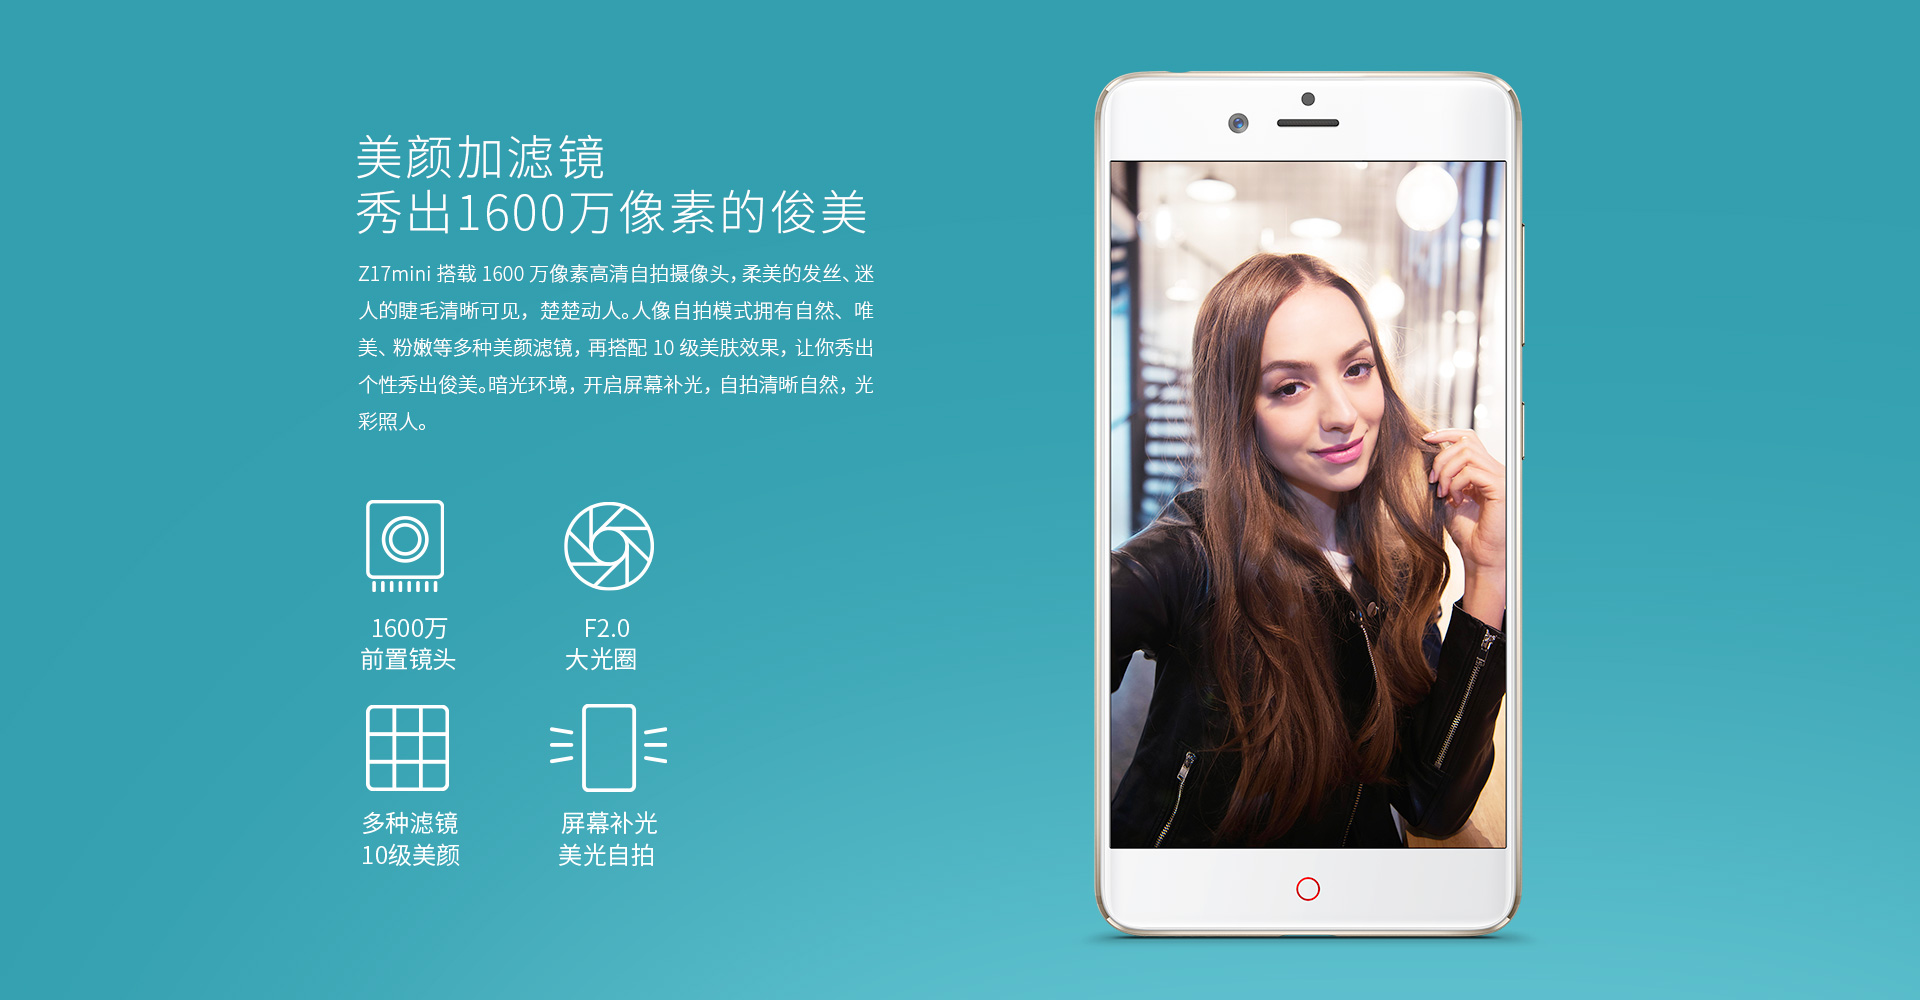 美颜加滤镜
秀出1600万像素的俊美
Z17mini 搭载 1600 万像素高清自拍摄像头，柔美的发丝、迷
人的睫毛清晰可见，楚楚动人。人像自拍模式拥有自然、唯
美、粉嫩等多种美颜滤镜，再搭配 10 级美肤效果，让你秀出
个性秀出俊美。暗光环境，开启屏幕补光，自拍清晰自然，光
彩照人。
1600万
前置镜头
F2.0
大光圈
多种滤镜
10级美颜
屏幕补光
美光自拍